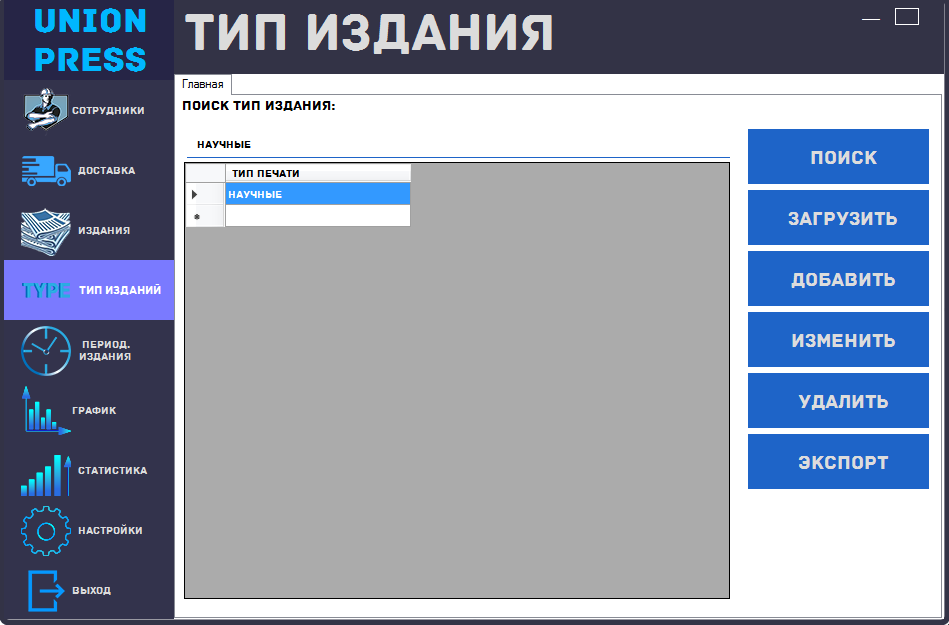 UNION
PRESS
ТИП ИЗДАНИЯ
СОТРУДНИКИ
ДОСТАВКА
ИЗДАНИЯ
TYPE ТИП ИЗДАНИЙ
ПЕРИОД.
ИЗДАНИЯ
ГРАФИК
СТАТИСТИКА
НАСТРОЙКИ
ВЫХОД
Главная
ПОИСК ТИП ИЗДАНИЯ:
НАУЧНЫЕ
ТИП ПЕЧАТИ
НАУЧНЫЕ
ПОИСК
ЗАГРУЗИТЬ
ДОБАВИТЬ
ИЗМЕНИТЬ
УДАЛИТЬ
ЭКСПОРТ